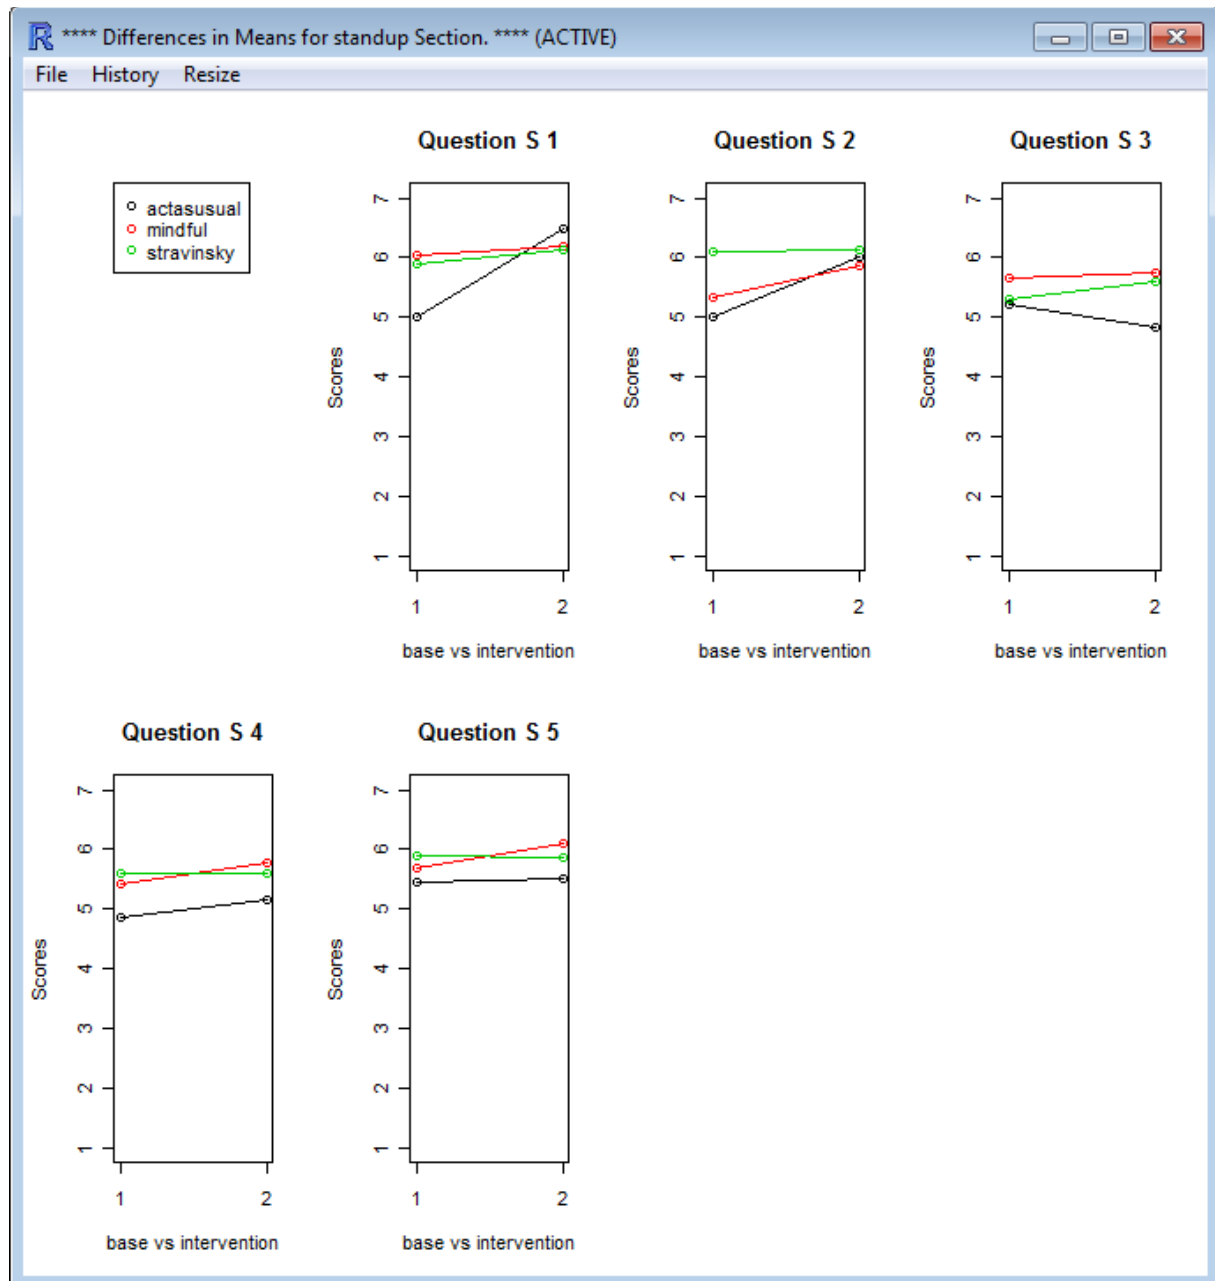 **** Differences in Means for standup Section. **** (ACTIVE)
File History Resize
actasusual
mindful
stravinsky
Question S 1
7
6
5
4
3
2
1
Scores
1 2
base vs intervention
Question S 2
7
6
5
4
3
2
1
Scores
1 2
base vs intervention
Question S 3
7
6
5
4
3
2
1
Scores
1 2
base vs intervention
Question S 4
7
6
5
4
3
2
1
Scores
1 2
base vs intervention
Question S 5
7
6
5
4
3
2
1
Scores
1 2
base vs intervention